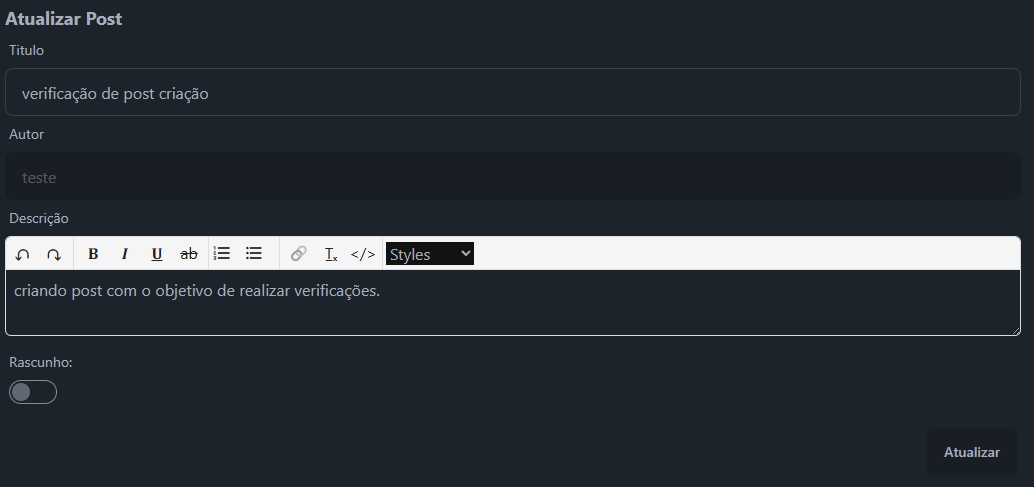 Atualizar Post
Titulo
verificação de post criação
Autor
teste
Descrição
B I U ab </> Styles
criando post com o objetivo de realizar verificações.
Rascunho:
Atualizar